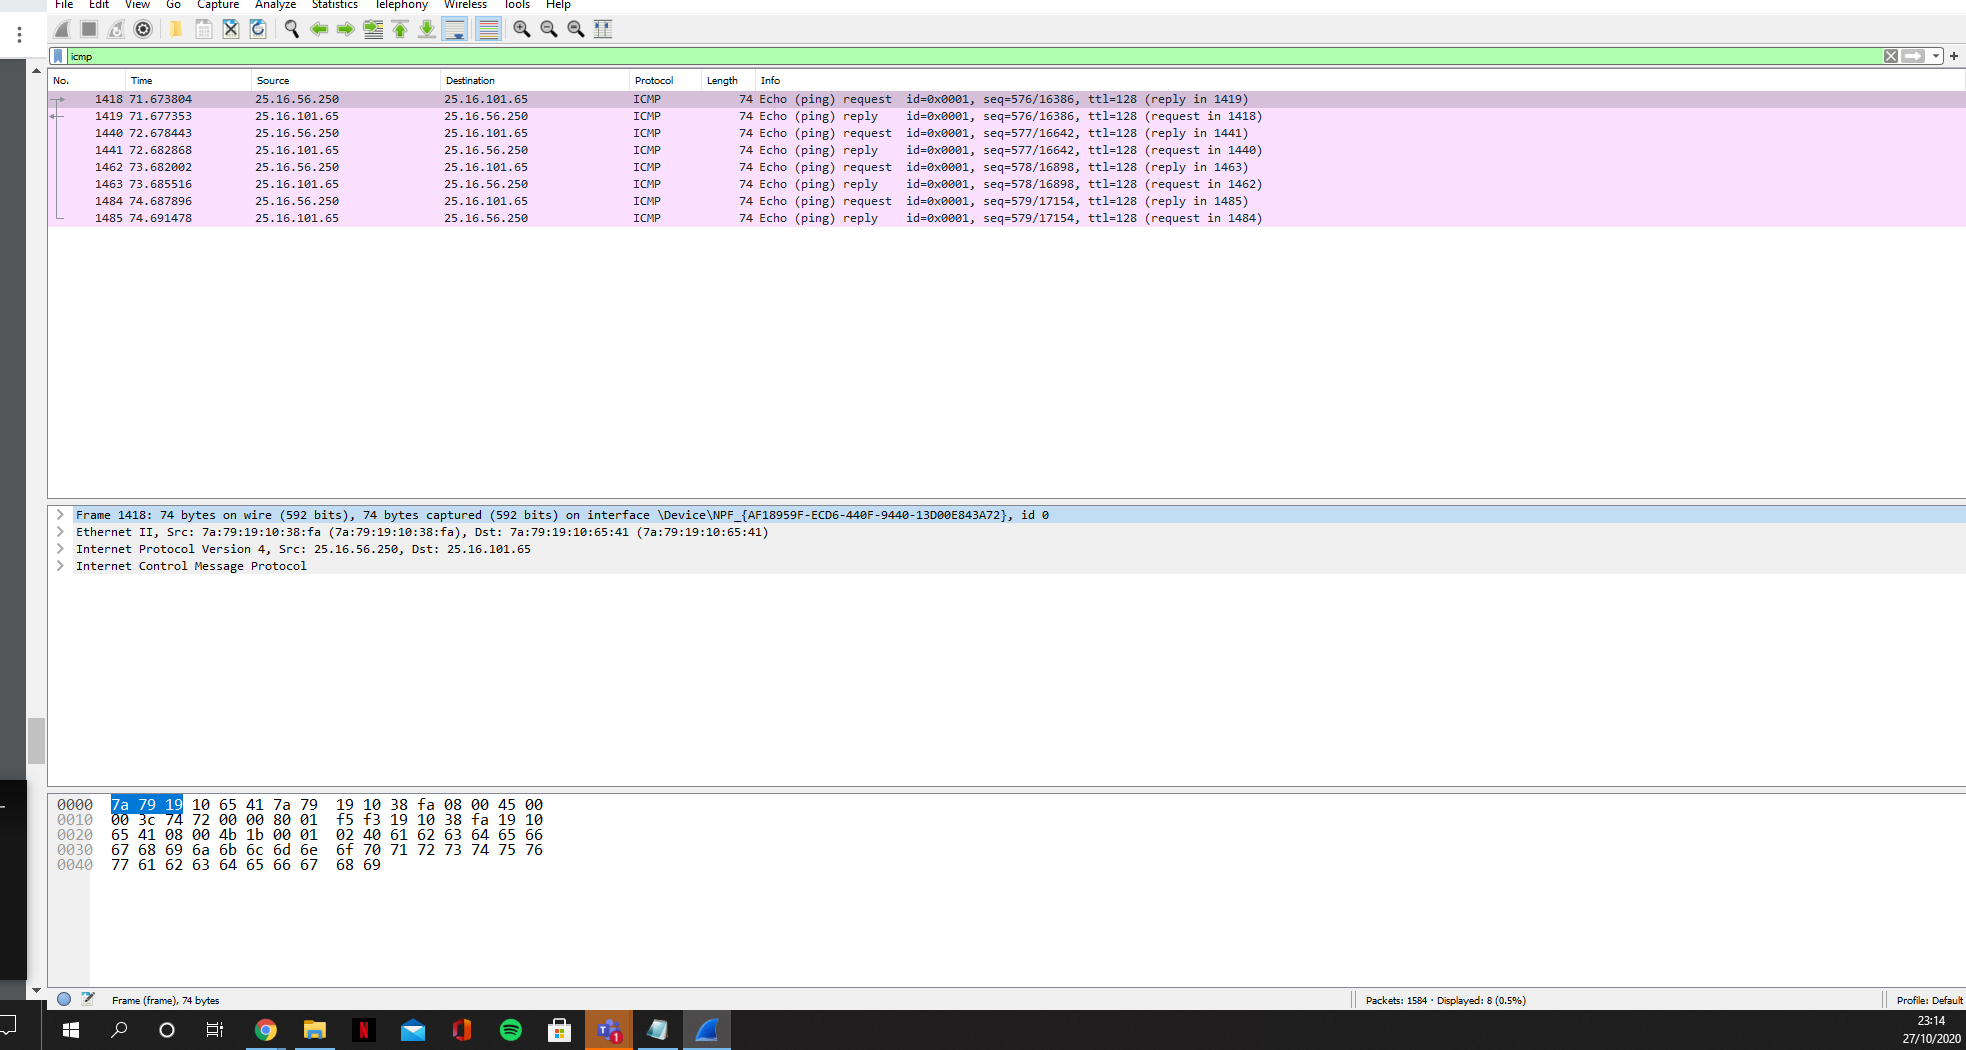 File Edit View Go Capture Analyze Statistics Telephony Wireless Tools Help
icmp
No. Time Source Destination Protocol Length Info
1418 71.673804 25.16.56.250 25.16.101.65 ICMP 74 Echo (ping) request id=0x0001, seq=576/16386, ttl=128 (reply in 1419)
1419 71.677353 25.16.101.65 25.16.56.250 ICMP 74 Echo (ping) reply id=0x0001, seq=576/16386, ttl=128 (request in 1418)
1440 72.678443 25.16.56.250 25.16.101.65 ICMP 74 Echo (ping) request id=0x0001, seq=577/16642, ttl=128 (reply in 1441)
1441 72.682868 25.16.101.65 25.16.56.250 ICMP 74 Echo (ping) reply id=0x0001, seq=577/16642, ttl=128 (request in 1440)
1462 73.682002 25.16.56.250 25.16.101.65 ICMP 74 Echo (ping) request id=0x0001, seq=578/16898, ttl=128 (reply in 1463)
1463 73.685516 25.16.101.65 25.16.56.250 ICMP 74 Echo (ping) reply id=0x0001, seq=578/16898, ttl=128 (request in 1462)
1484 74.687896 25.16.56.250 25.16.101.65 ICMP 74 Echo (ping) request id=0x0001, seq=579/17154, ttl=128 (reply in 1485)
1485 74.691478 25.16.101.65 25.16.56.250 ICMP 74 Echo (ping) reply id=0x0001, seq=579/17154, ttl=128 (request in 1484)
Frame 1418: 74 bytes on wire (592 bits), 74 bytes captured (592 bits) on interface \Device\NPF_{AF18959F-ECD6-440F-9440-13D00E843A72}, id 0
Ethernet II, Src: 7a:79:19:10:38:fa (7a:79:19:10:38:fa), Dst: 7a:79:19:10:65:41 (7a:79:19:10:65:41)
Internet Protocol Version 4, Src: 25.16.56.250, Dst: 25.16.101.65
Internet Control Message Protocol
0000 7a 79 19 10 65 41 7a 79 19 10 38 fa 08 00 45 00
0010 00 3c 74 72 00 00 80 01 f5 f3 19 10 38 fa 19 10
0020 65 41 08 00 4b 1b 00 01 02 40 61 62 63 64 65 66
0030 67 68 69 6a 6b 6c 6d 6e 6f 70 71 72 73 74 75 76
0040 77 61 62 63 64 65 66 67 68 69
Frame (frame), 74 bytes
Packets: 1584 · Displayed: 8 (0.5%)
Profile: Default
N
T
1
23:14
27/10/2020